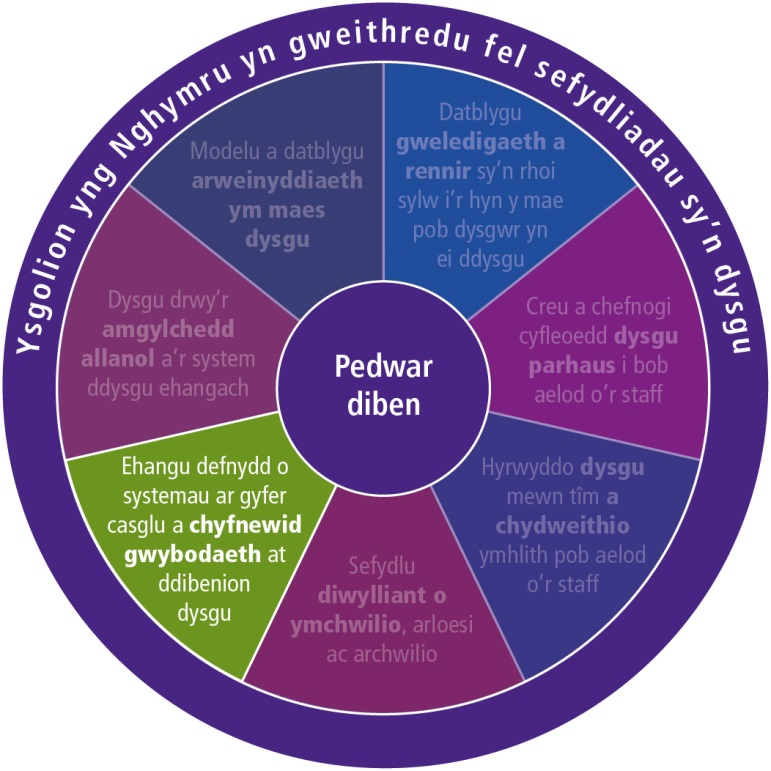 Ysgolion yng Nghymru yn gweithredu fel sefydliadau sy'n dysgu
Datblygu
gweledigaeth a
rennir sy’n rhoi
sylw i’r hyn y mae
pob dysgwr yn
ei ddysgu
Creu a chefnogi
cyfleoedd dysgu
parhaus i bob
aelod o’r staff
Hyrwyddo dysgu
mewn tîm a
chydweithio
ymhlith pob aelod
o’r staff
Sefydlu
diwylliant o
ymchwilio, arloesi
ac archwilio
Ehangu defnydd o
systemau ar gyfer
casglu a chyfnewid
gwybodaeth at
ddibenion
dysgu
Dysgu drwy’r
amgylchedd
allanol a’r system
ddysgu ehangach
Modelu a datblygu
arweinyddiaeth
ym maes
dysgu
Pedwar
diben